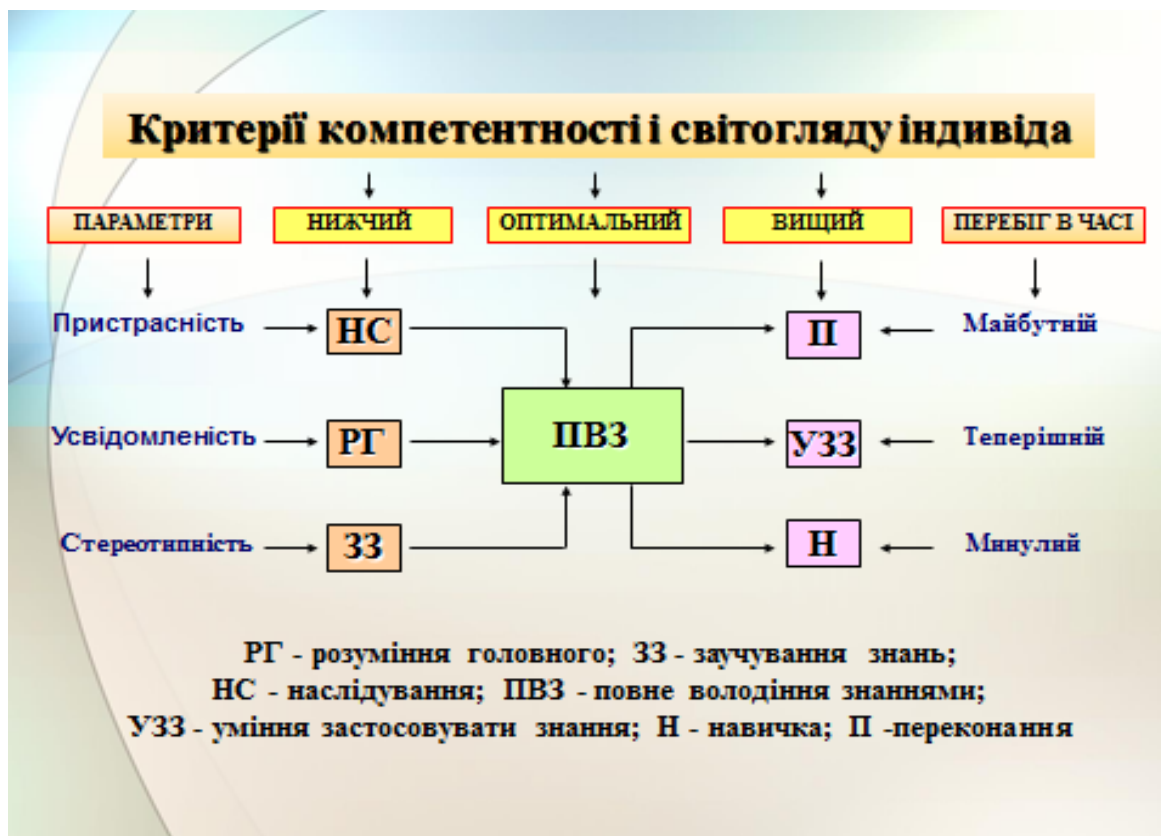 Критерії компетентності і світогляду індивіда
ПАРАМЕТРИ НИЖЧИЙ ОПТИМАЛЬНИЙ ВИЩИЙ ПЕРЕБІГ В ЧАСІ
Пристрасність НС П Майбутній
Усвідомленість РГ ПВЗ УЗЗ Теперішній
Стереотипність ЗЗ Н Минулий
РГ - розуміння головного; ЗЗ - заучування знань;
НС - наслідування; ПВЗ - повне володіння знаннями;
УЗЗ - уміння застосовувати знання; Н - навичка; П -переконання